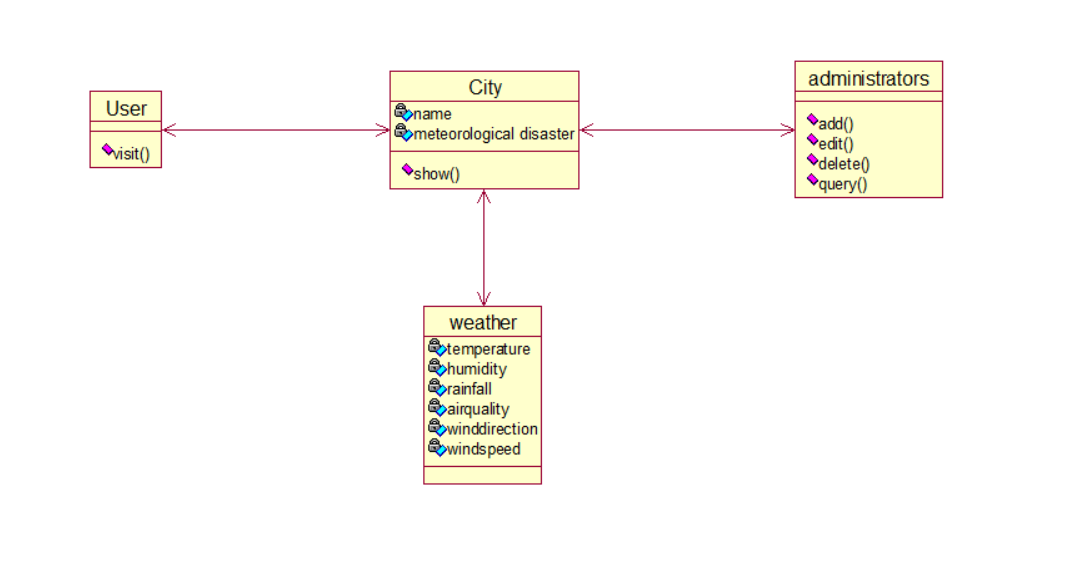 User
visit()
City
name
meteorological disaster
show()
administrators
add()
edit()
delete()
query()
weather
temperature
humidity
rainfall
airquality
winddirection
windspeed